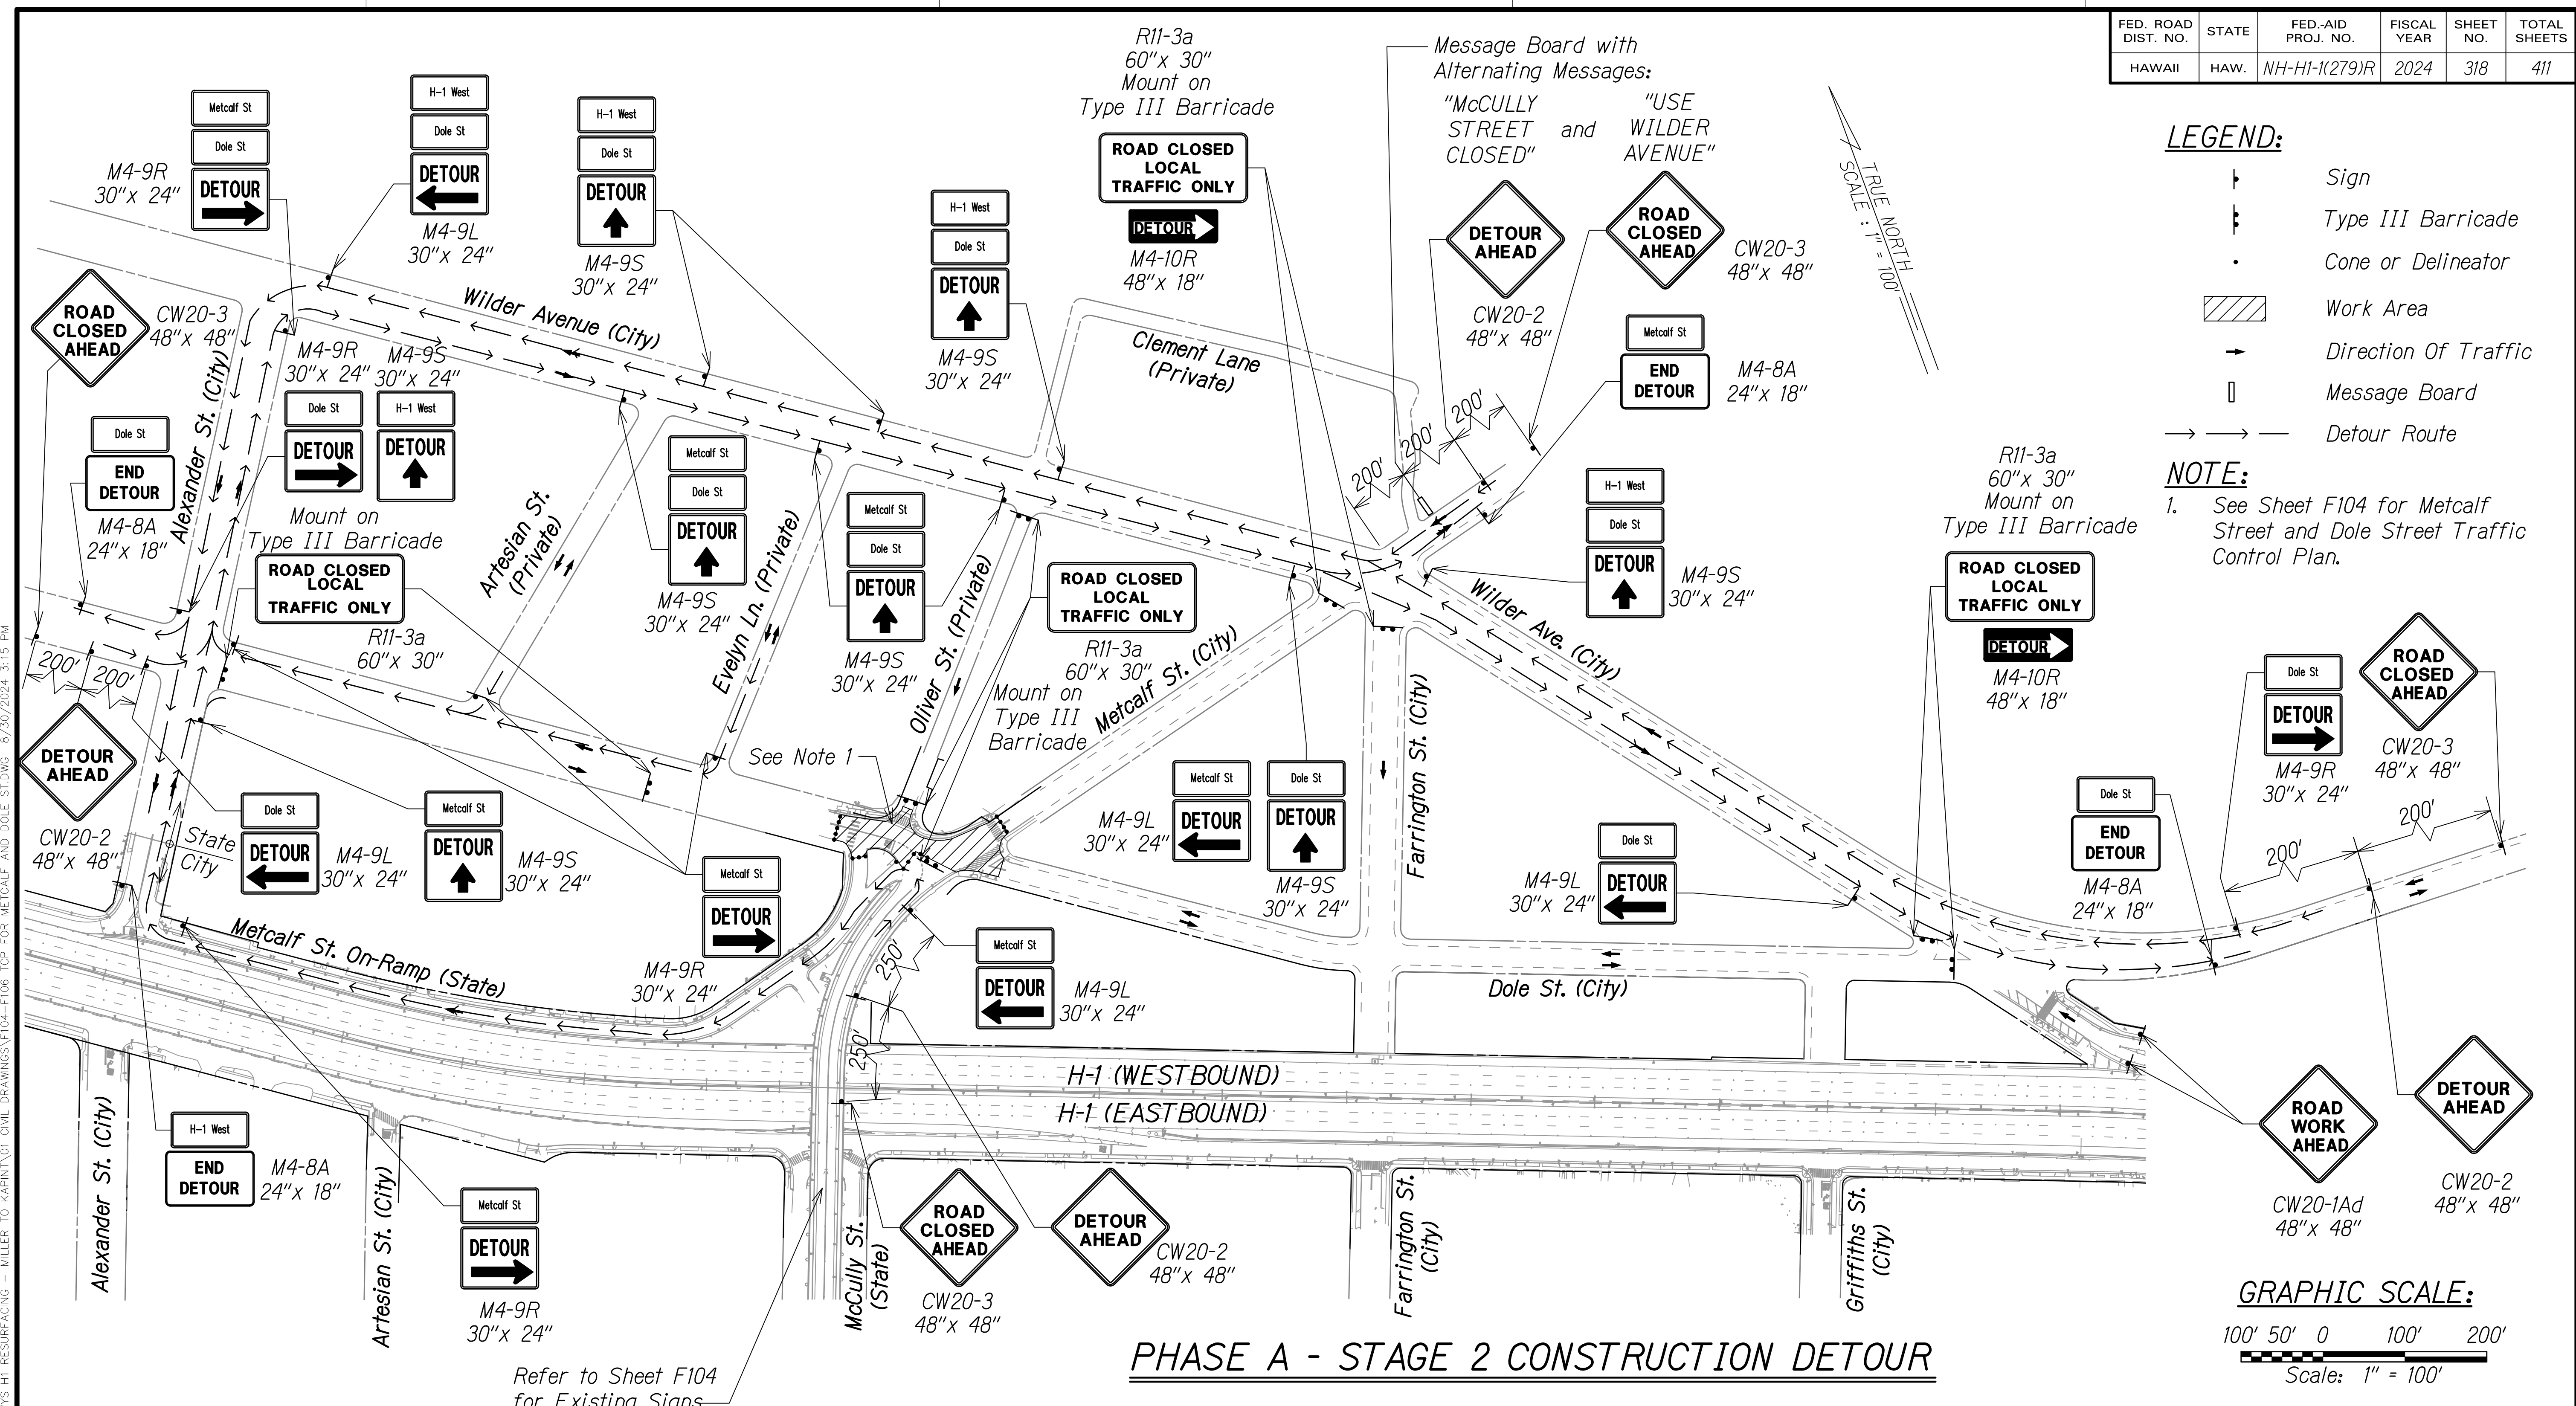 FED. ROAD DIST. NO. STATE FED.-AID PROJ. NO. FISCAL YEAR SHEET NO. TOTAL SHEETS
HAWAII HAW. NH-H1-1(279)R 2024 318 411
LEGEND:
Sign
Type III Barricade
Cone or Delineator
Work Area
Direction Of Traffic
Message Board
Detour Route
NOTE:
1. See Sheet F104 for Metcalf
Street and Dole Street Traffic
Control Plan.
TRUE NORTH
SCALE : 1" = 100'
Metcalf St
Dole St
DETOUR
M4-9R
30"x 24"
H-1 West
Dole St
DETOUR
M4-9L
30"x 24"
H-1 West
Dole St
DETOUR
M4-9S
30"x 24"
H-1 West
Dole St
DETOUR
M4-9S
30"x 24"
R11-3a
60"x 30"
Mount on
Type III Barricade
ROAD CLOSED
LOCAL
TRAFFIC ONLY
DETOUR
M4-10R
48"x 18"
Message Board with
Alternating Messages:
"McCULLY
STREET
CLOSED"
and
"USE
WILDER
AVENUE"
DETOUR
AHEAD
CW20-2
48"x 48"
ROAD
CLOSED
AHEAD
CW20-3
48"x 48"
Metcalf St
END
DETOUR
M4-8A
24"x 18"
200'
200'
200'
ROAD
CLOSED
AHEAD
CW20-3
48"x 48"
M4-9R
30"x 24"
Dole St
DETOUR
M4-9S
30"x 24"
H-1 West
DETOUR
Dole St
END
DETOUR
M4-8A
24"x 18"
Mount on
Type III Barricade
ROAD CLOSED
LOCAL
TRAFFIC ONLY
R11-3a
60"x 30"
Wilder Avenue (City)
Alexander St. (City)
Artesian St.
(Private)
Evelyn Ln. (Private)
Oliver St. (Private)
Clement Lane
(Private)
Metcalf St. (City)
Farrington St. (City)
Wilder Ave. (City)
Metcalf St
Dole St
DETOUR
M4-9S
30"x 24"
Metcalf St
Dole St
DETOUR
M4-9S
30"x 24"
ROAD CLOSED
LOCAL
TRAFFIC ONLY
R11-3a
60"x 30"
Mount on
Type III
Barricade
H-1 West
Dole St
DETOUR
M4-9S
30"x 24"
R11-3a
60"x 30"
Mount on
Type III Barricade
ROAD CLOSED
LOCAL
TRAFFIC ONLY
DETOUR
M4-10R
48"x 18"
Dole St
DETOUR
M4-9R
30"x 24"
ROAD
CLOSED
AHEAD
CW20-3
48"x 48"
200'
200'
Dole St
END
DETOUR
M4-8A
24"x 18"
200'
200'
DETOUR
AHEAD
CW20-2
48"x 48"
State
City
Dole St
DETOUR
M4-9L
30"x 24"
Metcalf St
DETOUR
M4-9S
30"x 24"
See Note 1
Metcalf St
DETOUR
M4-9R
30"x 24"
Metcalf St
DETOUR
M4-9L
30"x 24"
Dole St
DETOUR
M4-9S
30"x 24"
Dole St
DETOUR
M4-9L
30"x 24"
Metcalf St
DETOUR
M4-9L
30"x 24"
250'
250'
Metcalf St. On-Ramp (State)
Dole St. (City)
H-1 (WESTBOUND)
H-1 (EASTBOUND)
H-1 West
END
DETOUR
M4-8A
24"x 18"
Metcalf St
DETOUR
M4-9R
30"x 24"
Alexander St. (City)
Artesian St. (City)
McCully St.
(State)
Farrington St.
(City)
Griffiths St.
(City)
ROAD
CLOSED
AHEAD
CW20-3
48"x 48"
DETOUR
AHEAD
CW20-2
48"x 48"
ROAD
WORK
AHEAD
CW20-1Ad
48"x 48"
DETOUR
AHEAD
CW20-2
48"x 48"
Refer to Sheet F104
for Existing Signs
PHASE A - STAGE 2 CONSTRUCTION DETOUR
GRAPHIC SCALE:
100' 50' 0 100' 200'
Scale: 1" = 100'
YS H1 RESURFACING - MILLER TO KAPINT\01 CIVIL DRAWINGS\F104-F106 TCP FOR METCALF AND DOLE ST.DWG 8/30/2024 3:15 PM